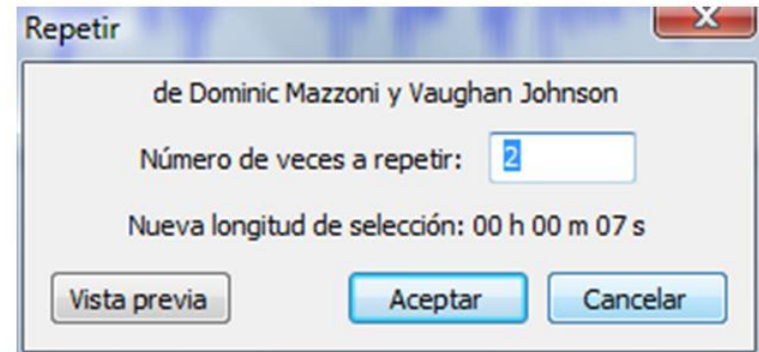 Repetir
X
de Dominic Mazzoni y Vaughan Johnson
Número de veces a repetir: 2
Nueva longitud de selección: 00 h 00 m 07 s
Vista previa Aceptar Cancelar